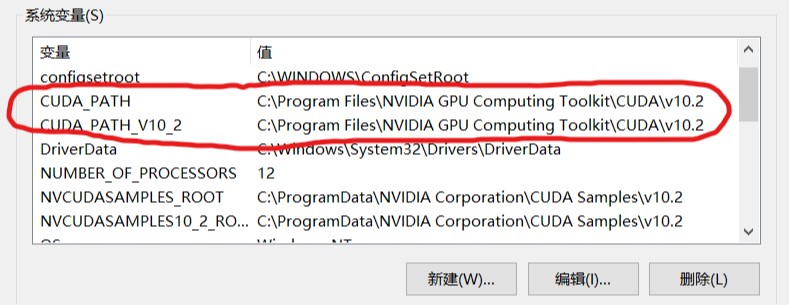 系统变量(S)
变量 值
configsetroot C:\WINDOWS\ConfigSetRoot
CUDA_PATH C:\Program Files\NVIDIA GPU Computing Toolkit\CUDA\v10.2
CUDA_PATH_V10_2 C:\Program Files\NVIDIA GPU Computing Toolkit\CUDA\v10.2
DriverData C:\Windows\System32\Drivers\DriverData
NUMBER_OF_PROCESSORS 12
NVCUDASAMPLES_ROOT C:\ProgramData\NVIDIA Corporation\CUDA Samples\v10.2
NVCUDASAMPLES10_2_RO... C:\ProgramData\NVIDIA Corporation\CUDA Samples\v10.2
OS Windows_NT
新建(W)... 编辑(I)... 删除(L)